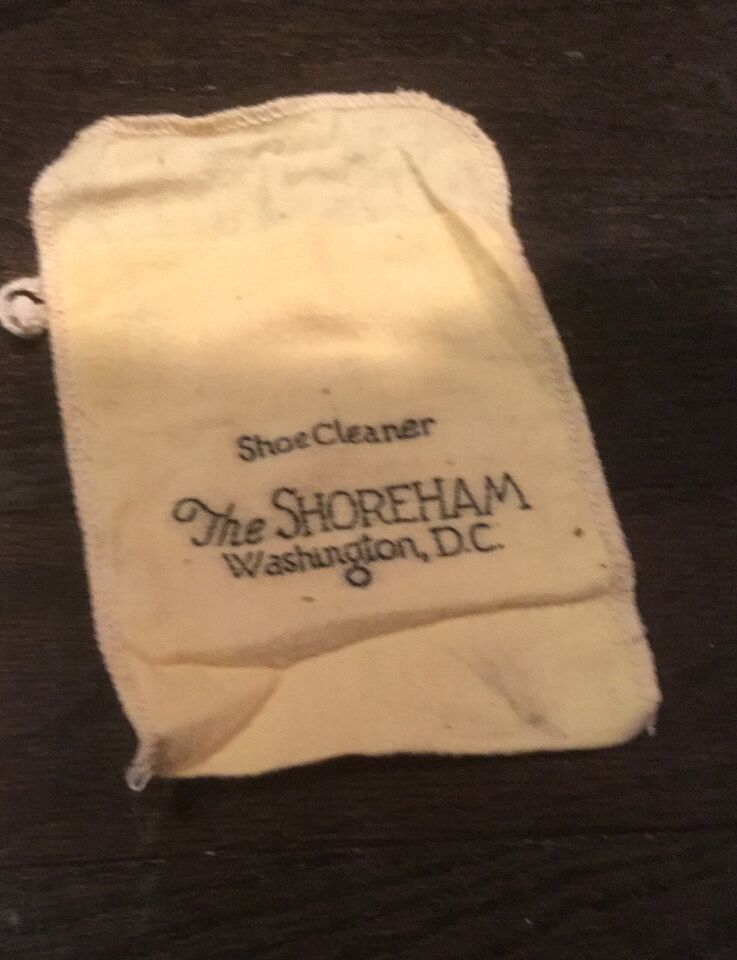 Shoe Cleaner
The SHOREHAM
Washington, D.C.